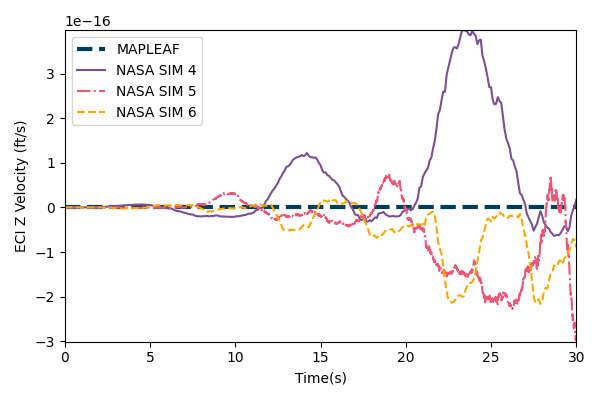 1e−16
MAPLEAF
NASA SIM 4
NASA SIM 5
NASA SIM 6
ECI Z Velocity (ft/s)
3
2
1
0
−1
−2
−3
0 5 10 15 20 25 30
Time(s)